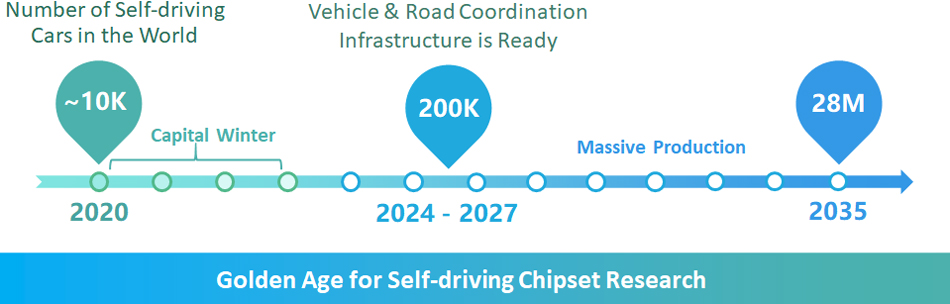 Number of Self-driving
Cars in the World
Vehicle & Road Coordination
Infrastructure is Ready
~10K
200K
28M
Capital Winter
Massive Production
2020
2024 - 2027
2035
Golden Age for Self-driving Chipset Research